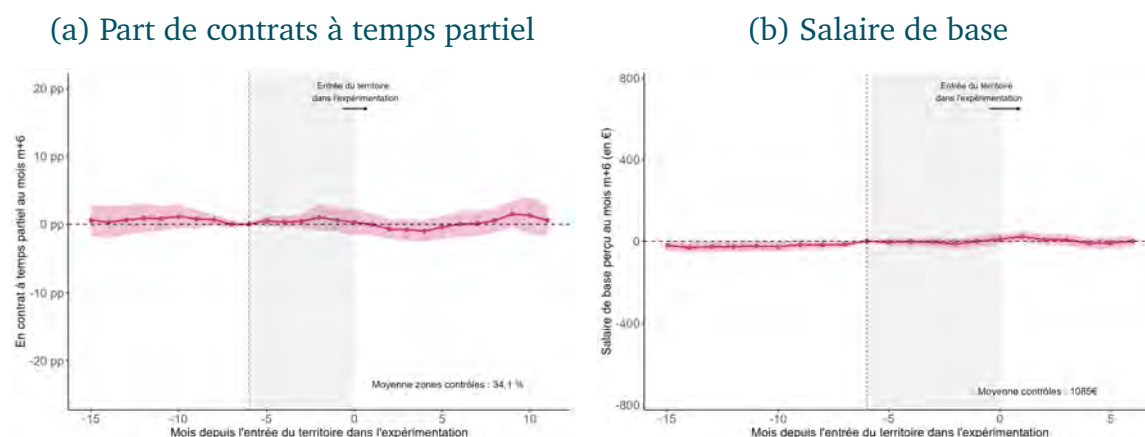 (a) Part de contrats à temps partiel
En contrat à temps partiel au mois m+6
20 pp
10 pp
0 pp
-10 pp
-20 pp
Entrée du territoire
dans l'expérimentation
Moyenne zones contrôles : 34,1 %
-15
-10
-5
0
5
10
Mois depuis l'entrée du territoire dans l'expérimentation
(b) Salaire de base
Salaire de base perçu au mois m+6 (en €)
800
400
0
-400
-800
Entrée du territoire
dans l'expérimentation
Moyenne contrôles : 1085€
-15
-10
-5
0
5
Mois depuis l'entrée du territoire dans l'expérimentation